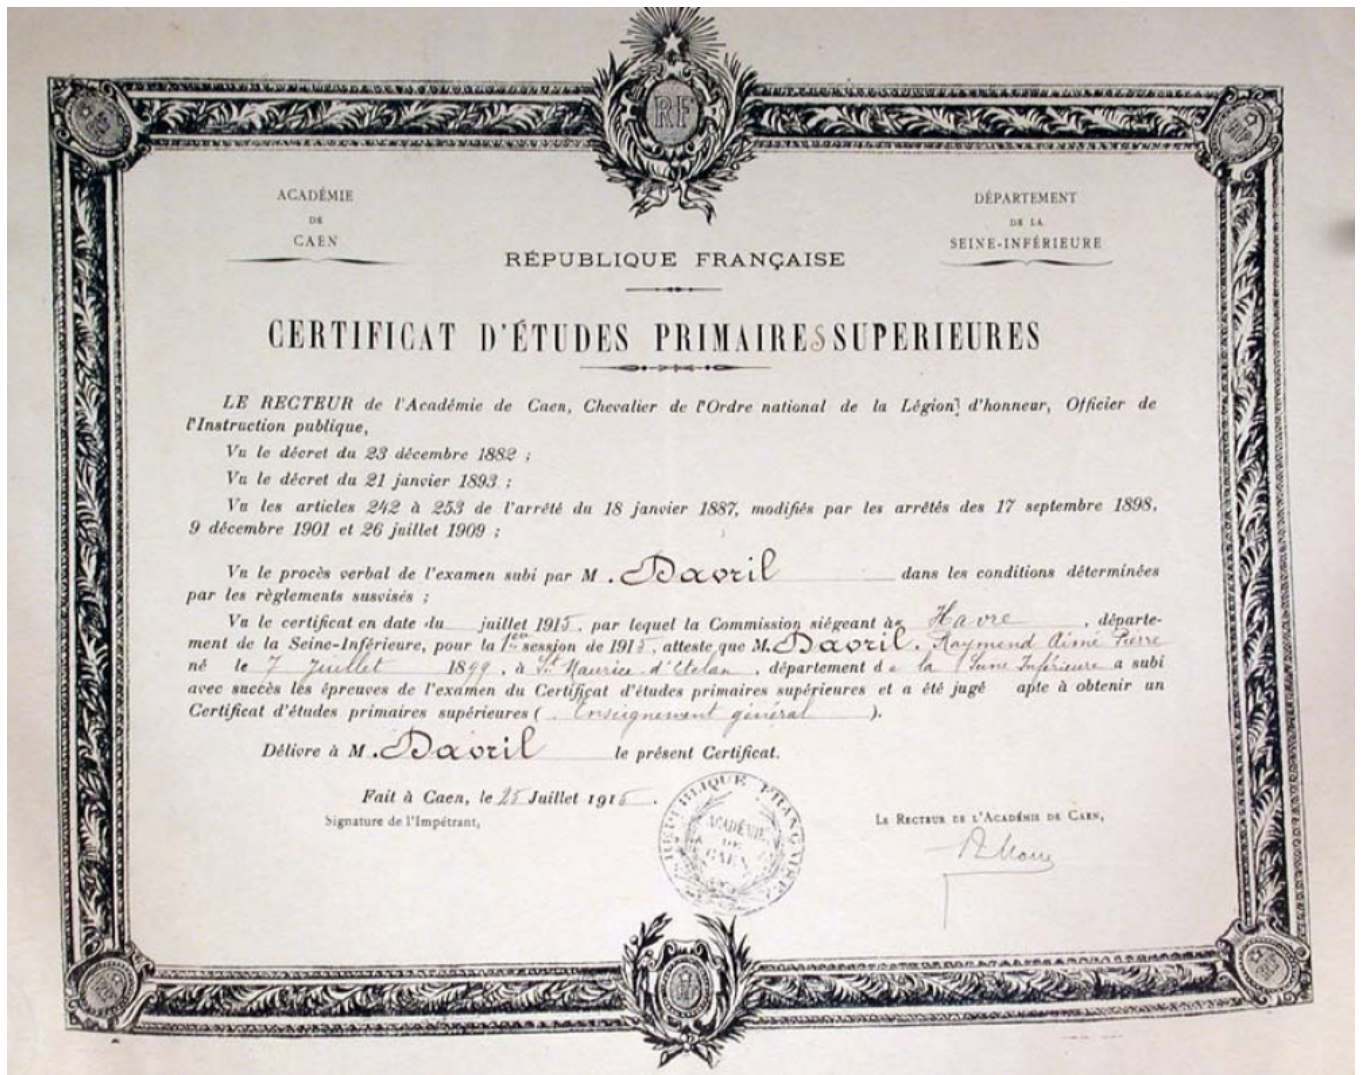 RF
RF
RF
ACADÉMIE
DE
CAEN
DÉPARTEMENT
DE LA
SEINE-INFÉRIEURE
RÉPUBLIQUE FRANÇAISE
CERTIFICAT D'ÉTUDES PRIMAIRES SUPERIEURES
LE RECTEUR de l'Académie de Caen, Chevalier de l'Ordre national de la Légion d'honneur, Officier de
l'Instruction publique,
Vu le décret du 23 décembre 1882 ;
Vu le décret du 21 janvier 1893 ;
Vu les articles 242 à 253 de l'arrêté du 18 janvier 1887, modifiés par les arrêtés des 17 septembre 1898,
9 décembre 1901 et 26 juillet 1909 ;
Vu le procès verbal de l'examen subi par M. Davril dans les conditions déterminées
par les règlements susvisés ;
Vu le certificat en date du juillet 1915, par lequel la Commission siégeant à Havre, départe-
ment de la Seine-Inférieure, pour la 1ère session de 1915, atteste que M. Davril. Raymond Aimé Pierre
né le 7 Juillet 1899, à St Maurice d'Etelan, département de la Seine Inférieure a subi
avec succès les épreuves de l'examen du Certificat d'études primaires supérieures et a été jugé apte à obtenir un
Certificat d'études primaires supérieures (Enseignement général).
Délivré à M. Davril le présent Certificat.
Fait à Caen, le 25 Juillet 1915.
Signature de l'Impétrant,
RÉPUBLIQUE FRANÇAISE
ACADÉMIE
DE
CAEN
LE RECTEUR DE L'ACADÉMIE DE CAEN,
RF
RF